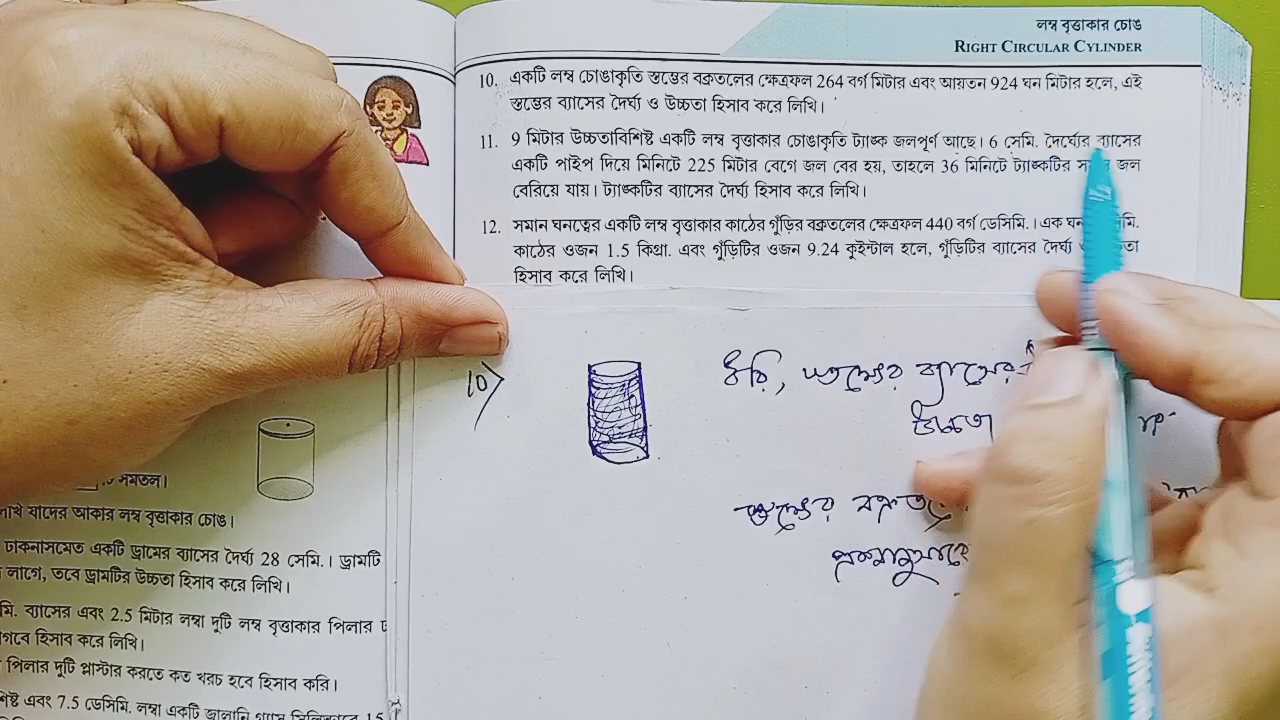 লম্ব বৃত্তাকার চোঙ
RIGHT CIRCULAR CYLINDER
10. একটি লম্ব চোঙাকৃতি স্তম্ভের বক্রতলের ক্ষেত্রফল 264 বর্গ মিটার এবং আয়তন 924 ঘন মিটার হলে, এই
স্তম্ভের ব্যাসের দৈর্ঘ্য ও উচ্চতা হিসাব করে লিখি।
11. 9 মিটার উচ্চতাবিশিষ্ট একটি লম্ব বৃত্তাকার চোঙাকৃতি ট্যাঙ্ক জলপূর্ণ আছে। 6 সেমি. দৈর্ঘ্যের ব্যাসের
একটি পাইপ দিয়ে মিনিটে 225 মিটার বেগে জল বের হয়, তাহলে 36 মিনিটে ট্যাঙ্কটির জল
বেরিয়ে যায়। ট্যাঙ্কটির ব্যাসের দৈর্ঘ্য হিসাব করে লিখি।
12. সমান ঘনত্বের একটি লম্ব বৃত্তাকার কাঠের গুঁড়ির বক্রতলের ক্ষেত্রফল 440 বর্গ ডেসিমি.। এক ঘন
কাঠের ওজন 1.5 কিগ্রা. এবং গুঁড়িটির ওজন 9.24 কুইন্টাল হলে, গুঁড়িটির ব্যাসের দৈর্ঘ্য
হিসাব করে লিখি।
10) ধরি, স্তম্ভের ব্যাসের
উচ্চতা
স্তম্ভের
প্রশ্নানুসারে
সমতল।
যাদের আকার লম্ব বৃত্তাকার চোঙ।
ঢাকনাসমেত একটি ড্রামের ব্যাসের দৈর্ঘ্য 28 সেমি.। ড্রামটি
লাগে, তবে ড্রামটির উচ্চতা হিসাব করে লিখি।
ব্যাসের এবং 2.5 মিটার লম্বা দুটি লম্ব বৃত্তাকার পিলার
হিসাব করে লিখি।
পিলার দুটি প্লাস্টার করতে কত খরচ হবে হিসাব করি।
এবং 7.5 ডেসিমি. লম্বা একটি জ্বালানি গ্যাস